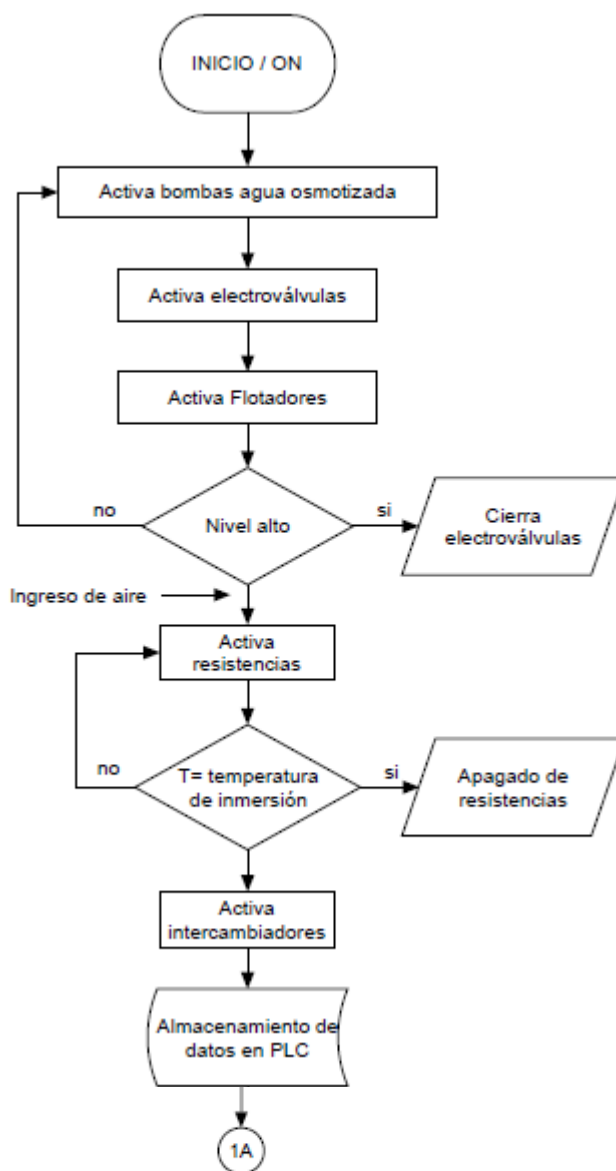 INICIO / ON
Activa bombas agua osmotizada
Activa electroválvulas
Activa Flotadores
no
Nivel alto
si
Cierra
electroválvulas
Ingreso de aire
Activa
resistencias
no
T= temperatura
de inmersión
si
Apagado de
resistencias
Activa
intercambiadores
Almacenamiento de
datos en PLC
1A